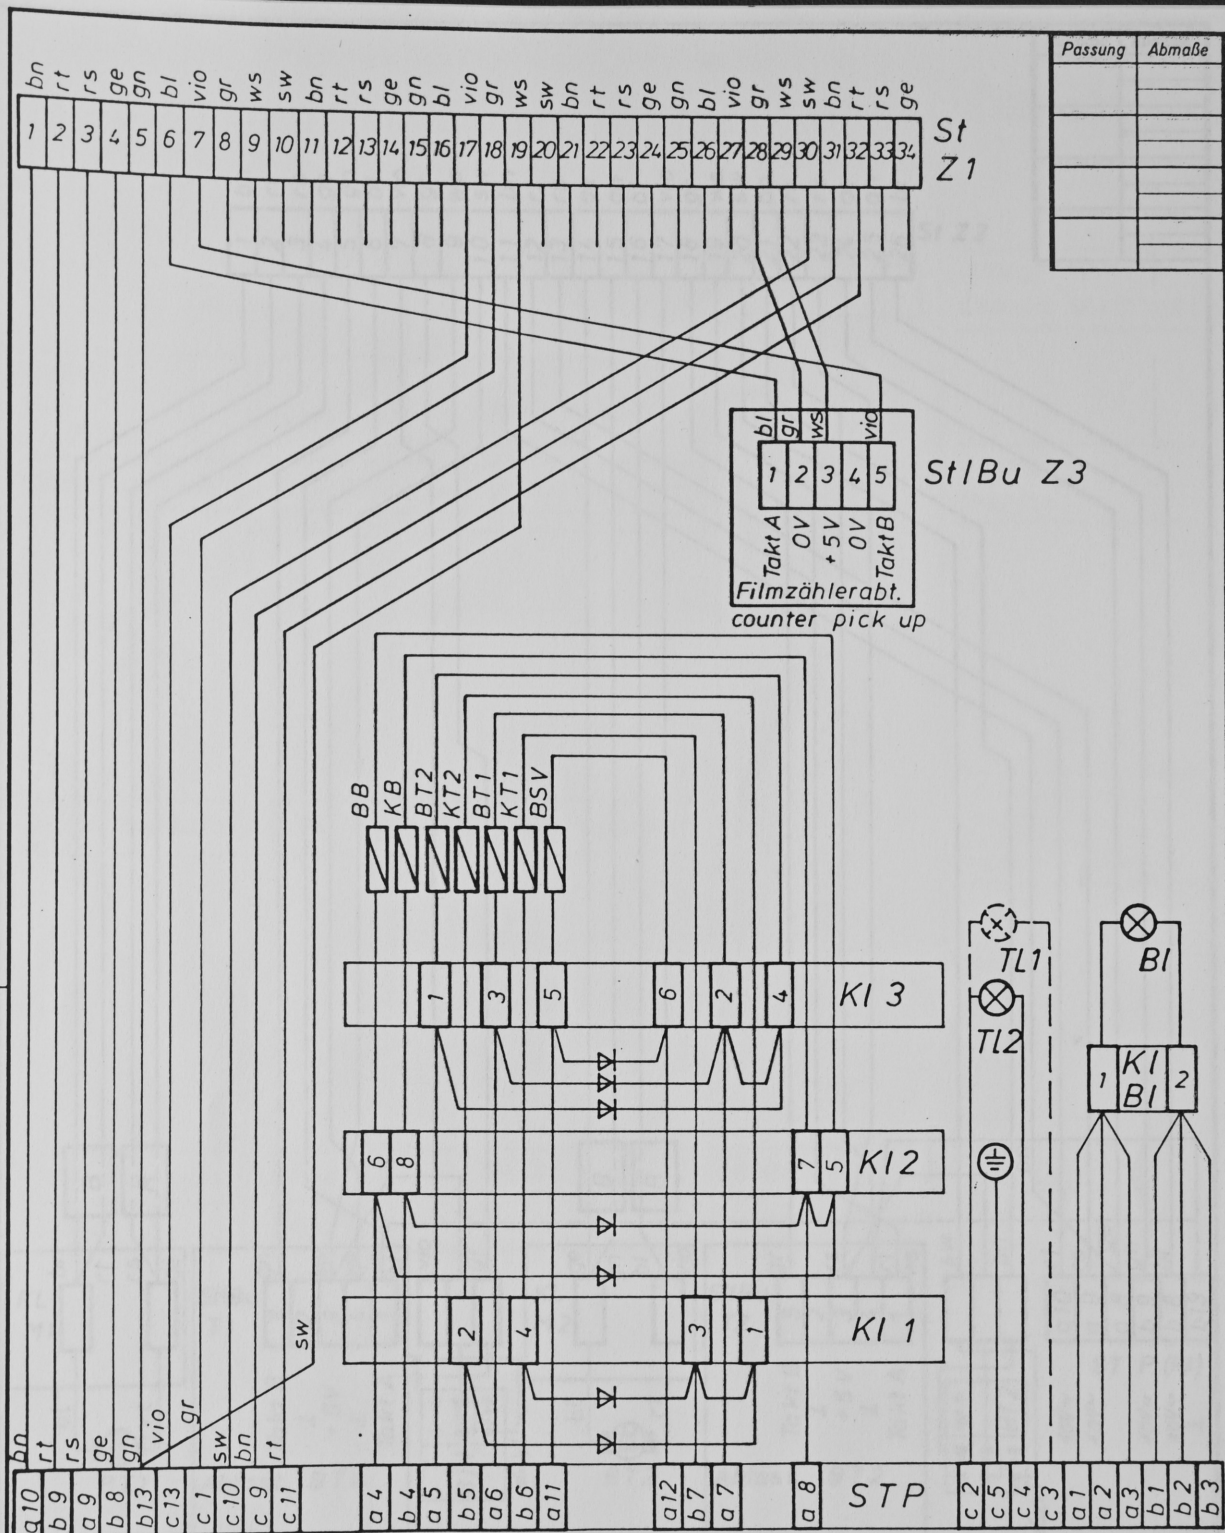 Passung Abmaße
bn rt rs ge gn bl vio gr ws sw bn rt rs ge gn bl vio gr ws sw bn rt rs ge gn bl vio gr ws sw bn rt rs ge
1 2 3 4 5 6 7 8 9 10 11 12 13 14 15 16 17 18 19 20 21 22 23 24 25 26 27 28 29 30 31 32 33 34
St
Z1
bl gr ws vio
1 2 3 4 5
St/Bu Z3
Takt A
0V
+5V
0V
Takt B
Filmzählerabt.
counter pick up
BB KB BT2 KT2 BT1 KT1 BSV
TL1
Bl
1 3 5 6 2 4 Kl 3
Tl2
1 Kl 2
Bl
6 8 7 5 Kl2
2 4 3 1 Kl 1
sw
bn rt rs ge gn vio gr sw bn rt
a10 b9 a9 b8 b13 c13 c1 c10 c9 c11
a4 b4 a5 b5 a6 b6 a11
a12 b7 a7 a8
STP
c2 c5 c4 c3 a1 a2 a3 b1 b2 b3